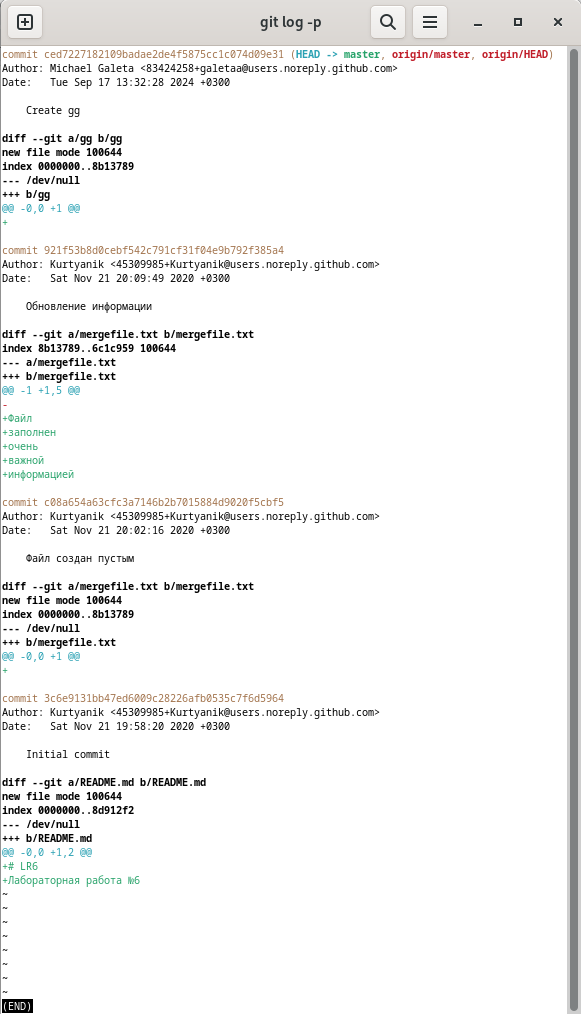 git log -p
commit ced7227182109badae2de4f5875cc1c074d09e31 (HEAD -> master, origin/master, origin/HEAD)
Author: Michael Galeta <83424258+galetaa@users.noreply.github.com>
Date:   Tue Sep 17 13:32:28 2024 +0300
    Create gg
diff --git a/gg b/gg
new file mode 100644
index 0000000..8b13789
--- /dev/null
+++ b/gg
@@ -0,0 +1 @@
+
commit 921f53b8d0cebf542c791cf31f04e9b792f385a4
Author: Kurtyanik <45309985+Kurtyanik@users.noreply.github.com>
Date:   Sat Nov 21 20:09:49 2020 +0300
    Обновление информации
diff --git a/mergefile.txt b/mergefile.txt
index 8b13789..6c1c959 100644
--- a/mergefile.txt
+++ b/mergefile.txt
@@ -1 +1,5 @@
-
+Файл
+заполнен
+очень
+важной
+информацией
commit c08a654a63cfc3a7146b2b7015884d9020f5cbf5
Author: Kurtyanik <45309985+Kurtyanik@users.noreply.github.com>
Date:   Sat Nov 21 20:02:16 2020 +0300
    Файл создан пустым
diff --git a/mergefile.txt b/mergefile.txt
new file mode 100644
index 0000000..8b13789
--- /dev/null
+++ b/mergefile.txt
@@ -0,0 +1 @@
+
commit 3c6e9131bb47ed6009c28226afb0535c7f6d5964
Author: Kurtyanik <45309985+Kurtyanik@users.noreply.github.com>
Date:   Sat Nov 21 19:58:20 2020 +0300
    Initial commit
diff --git a/README.md b/README.md
new file mode 100644
index 0000000..8d912f2
--- /dev/null
+++ b/README.md
@@ -0,0 +1,2 @@
+# LR6
+Лабораторная работа №6
~
~
~
~
~
~
~
~
(END)